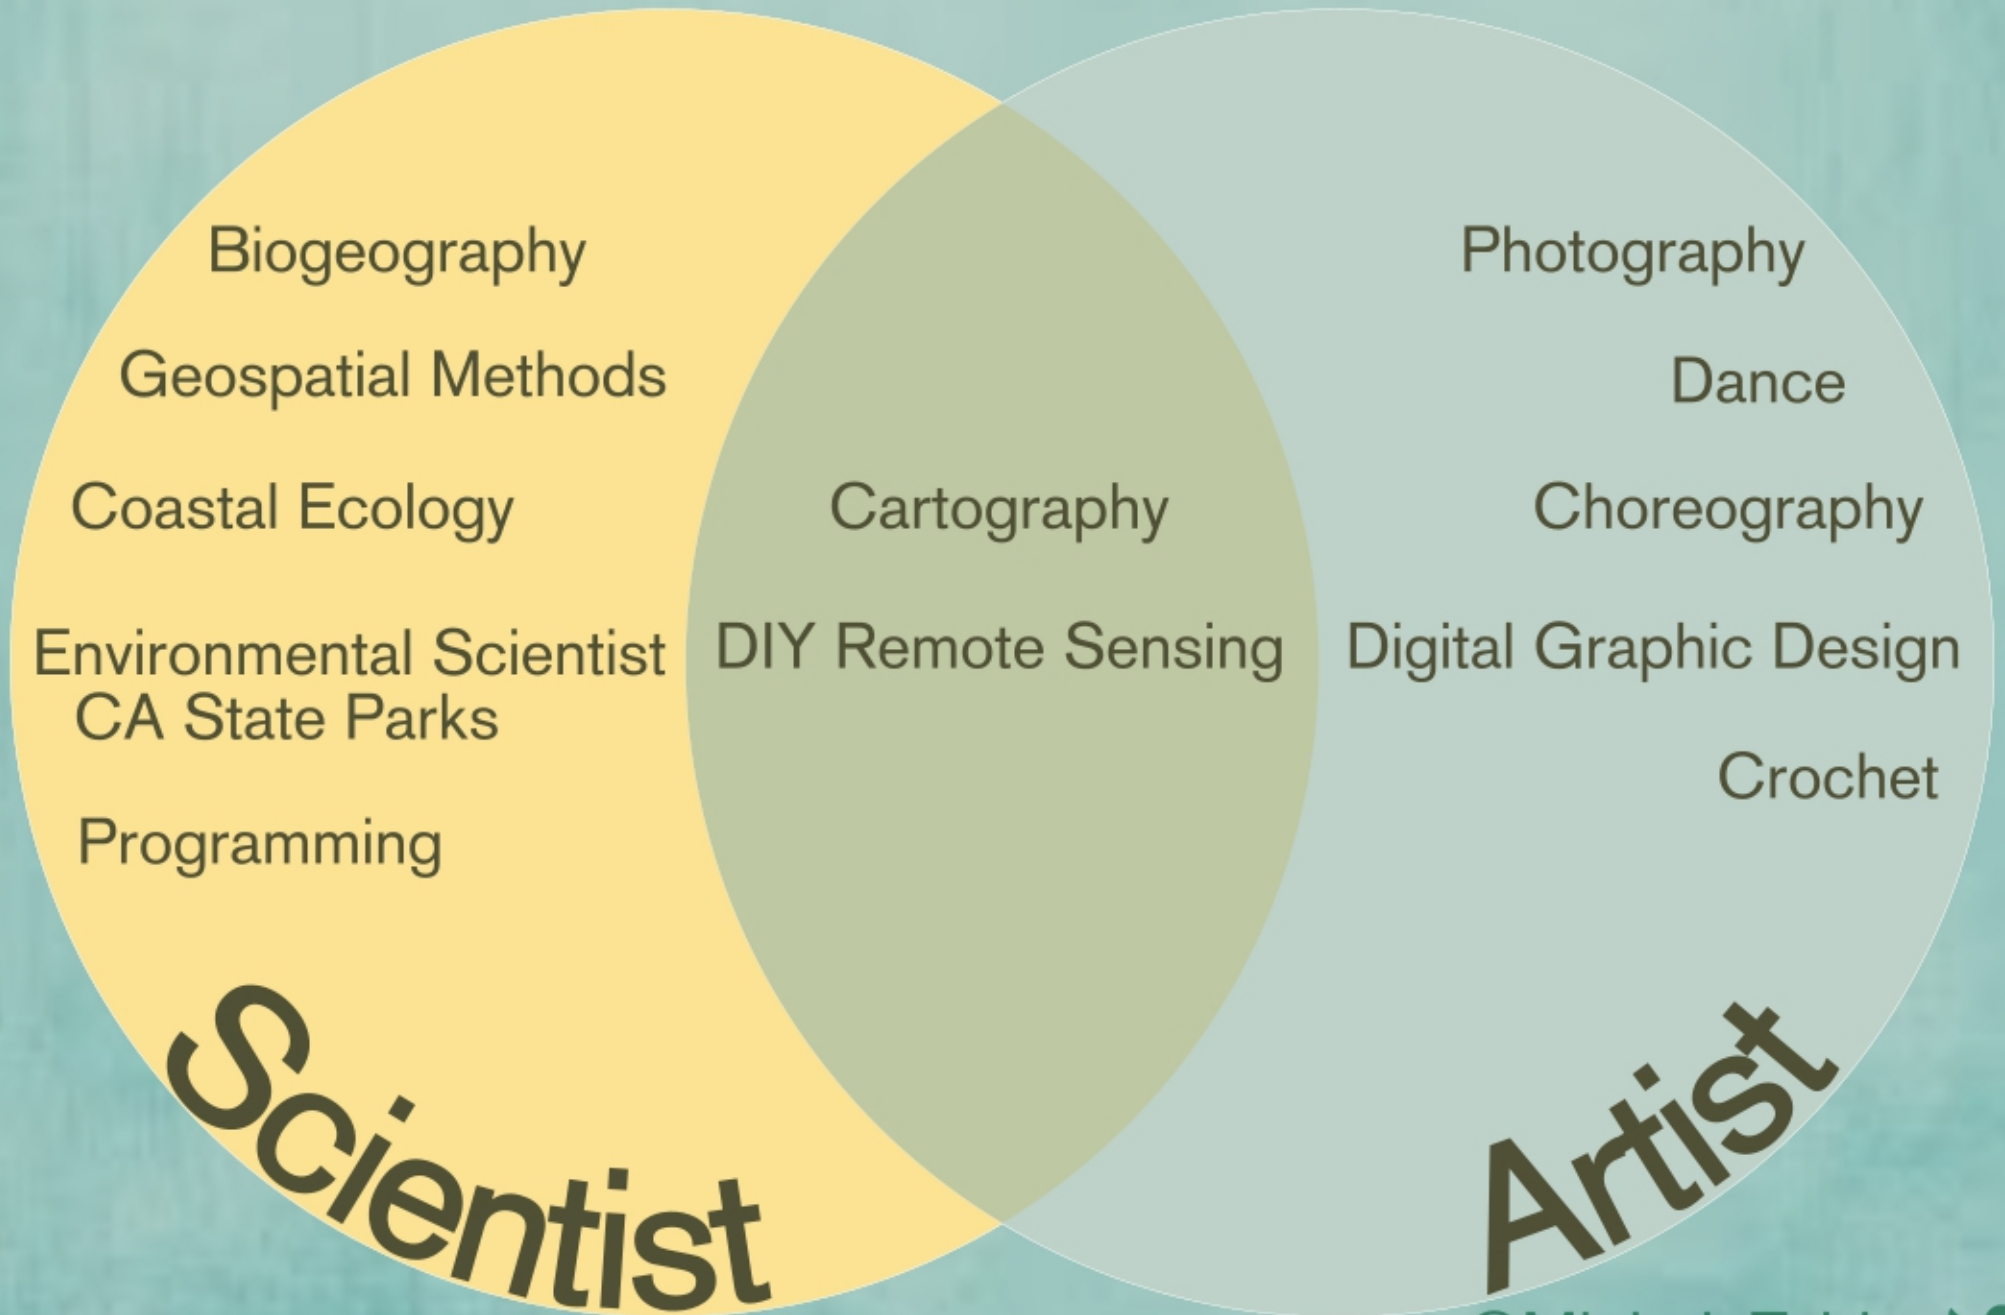 Biogeography
Geospatial Methods
Coastal Ecology
Environmental Scientist
CA State Parks
Programming
Scientist
Cartography
DIY Remote Sensing
Photography
Dance
Choreography
Digital Graphic Design
Crochet
Artist